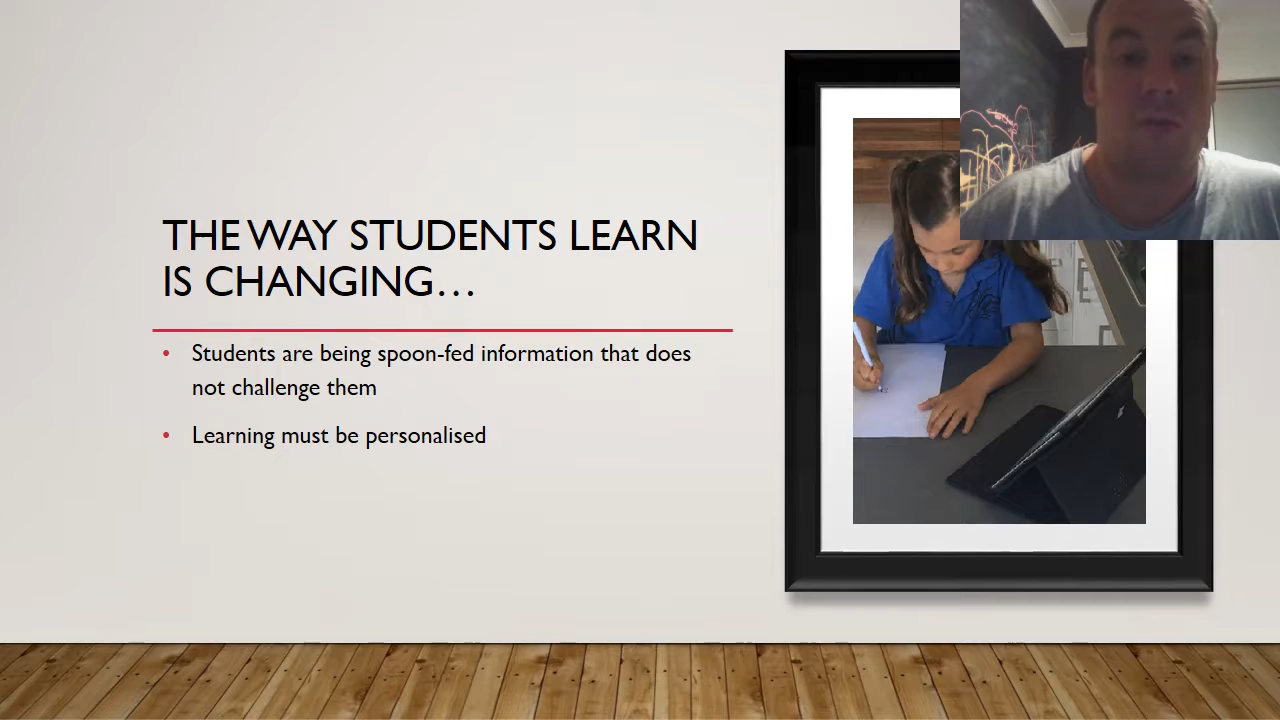 THE WAY STUDENTS LEARN
IS CHANGING…
• Students are being spoon-fed information that does
not challenge them
• Learning must be personalised